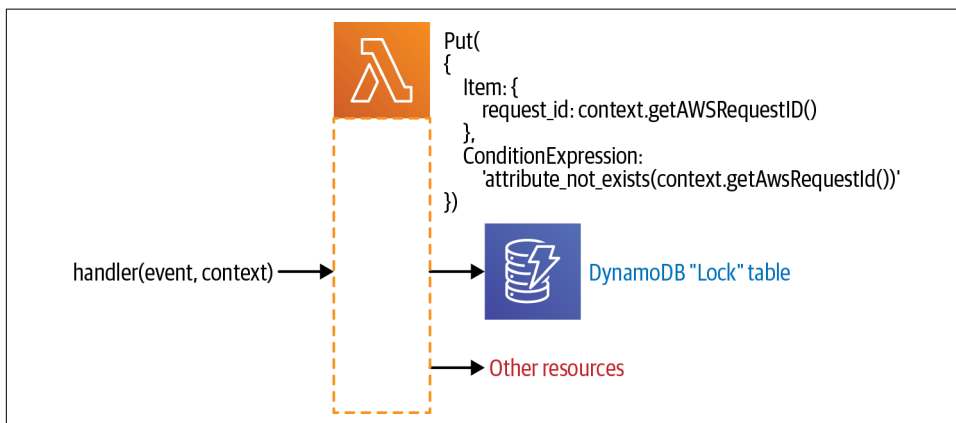 Put(
{
Item: {
request_id: context.getAWSRequestID()
},
ConditionExpression:
'attribute_not_exists(context.getAwsRequestId())'
})
handler(event, context)
DynamoDB "Lock" table
Other resources